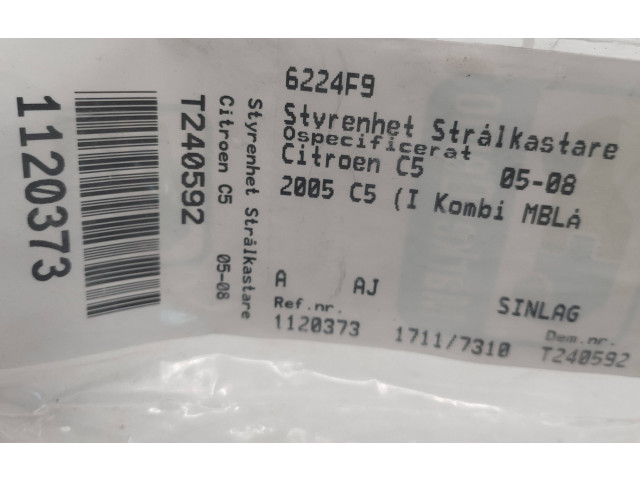 1120373
T240592
Styrenhet Strålkastare
Citroen C5 05-08
6224F9
Styrenhet Strålkastare
Ospecificerat
Citroen C5 05-08
2005 C5 (I Kombi MBLÅ
A AJ SINLAG
Ref.nr. Dem.nr.
1120373 1711/7310 T240592